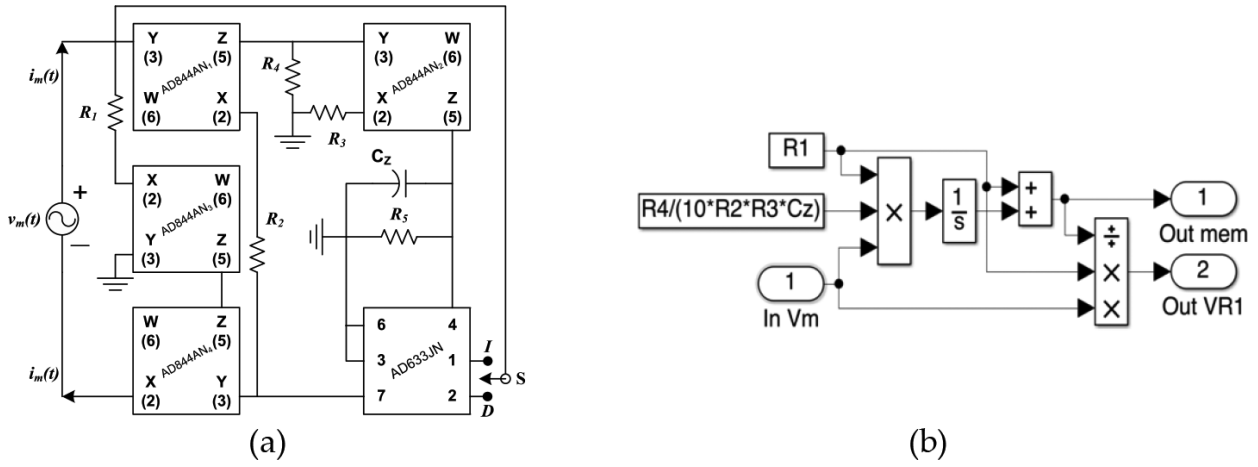 Y Z
(3) (5)
AD844AN₁
W X
(6) (2)
Y W
(3) (6)
AD844AN₂
X Z
(2) (5)
iₘ(t)
R₁
R₄
R₃
X W
(2) (6)
AD844AN₃
Y Z
(3) (5)
vₘ(t)
+
−
C_Z
R₂
R₅
W Z
(6) (5)
AD844AN₄
X Y
(2) (3)
iₘ(t)
6 4
3 1
7 2
AD633JN
I
S
D
(a)
R1
R4/(10*R2*R3*Cz)
1
In Vm
×
1
s
+
+
÷
×
×
1
Out mem
2
Out VR1
(b)